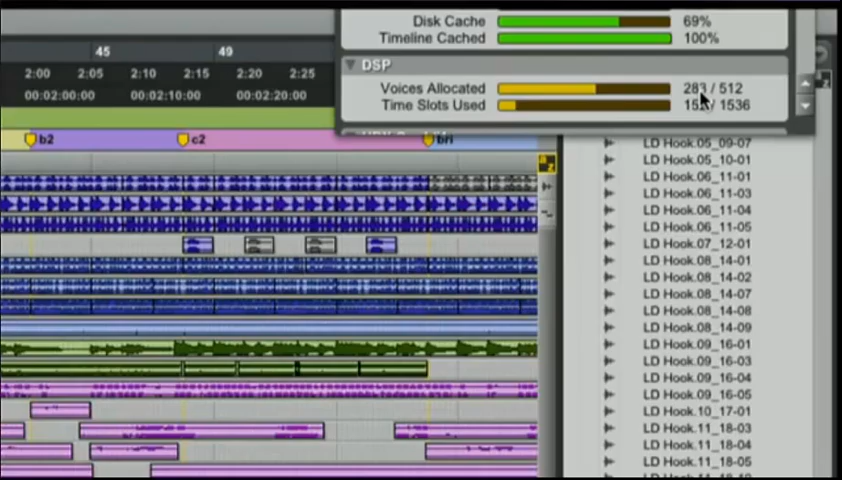 Disk Cache 69%
Timeline Cached 100%
DSP
Voices Allocated 283 / 512
Time Slots Used / 1536
45 49
2:00 2:05 2:10 2:15 2:20 2:25
00:02:00:00 00:02:10:00 00:02:20:00
b2 c2 bri
LD Hook.05_09-07
LD Hook.05_10-01
LD Hook.06_11-01
LD Hook.06_11-03
LD Hook.06_11-04
LD Hook.06_11-05
LD Hook.07_12-01
LD Hook.08_14-01
LD Hook.08_14-02
LD Hook.08_14-07
LD Hook.08_14-08
LD Hook.08_14-09
LD Hook.09_16-01
LD Hook.09_16-03
LD Hook.09_16-04
LD Hook.09_16-05
LD Hook.10_17-01
LD Hook.11_18-03
LD Hook.11_18-04
LD Hook.11_18-05